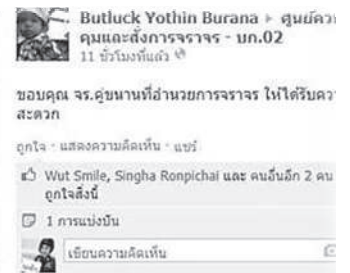 Butluck Yothin Burana ▸ ศูนย์ควา
คุมและสั่งการจราจร - บก.02
11 ชั่วโมงที่แล้ว
ขอบคุณ จร.คู่ขนานที่อำนวยการจราจร ให้ได้รับควา
สะดวก
ถูกใจ · แสดงความคิดเห็น · แชร์
Wut Smile, Singha Ronpichai และ คนอื่นอีก 2 คน
ถูกใจสิ่งนี้
1 การแบ่งปัน
เขียนความคิดเห็น